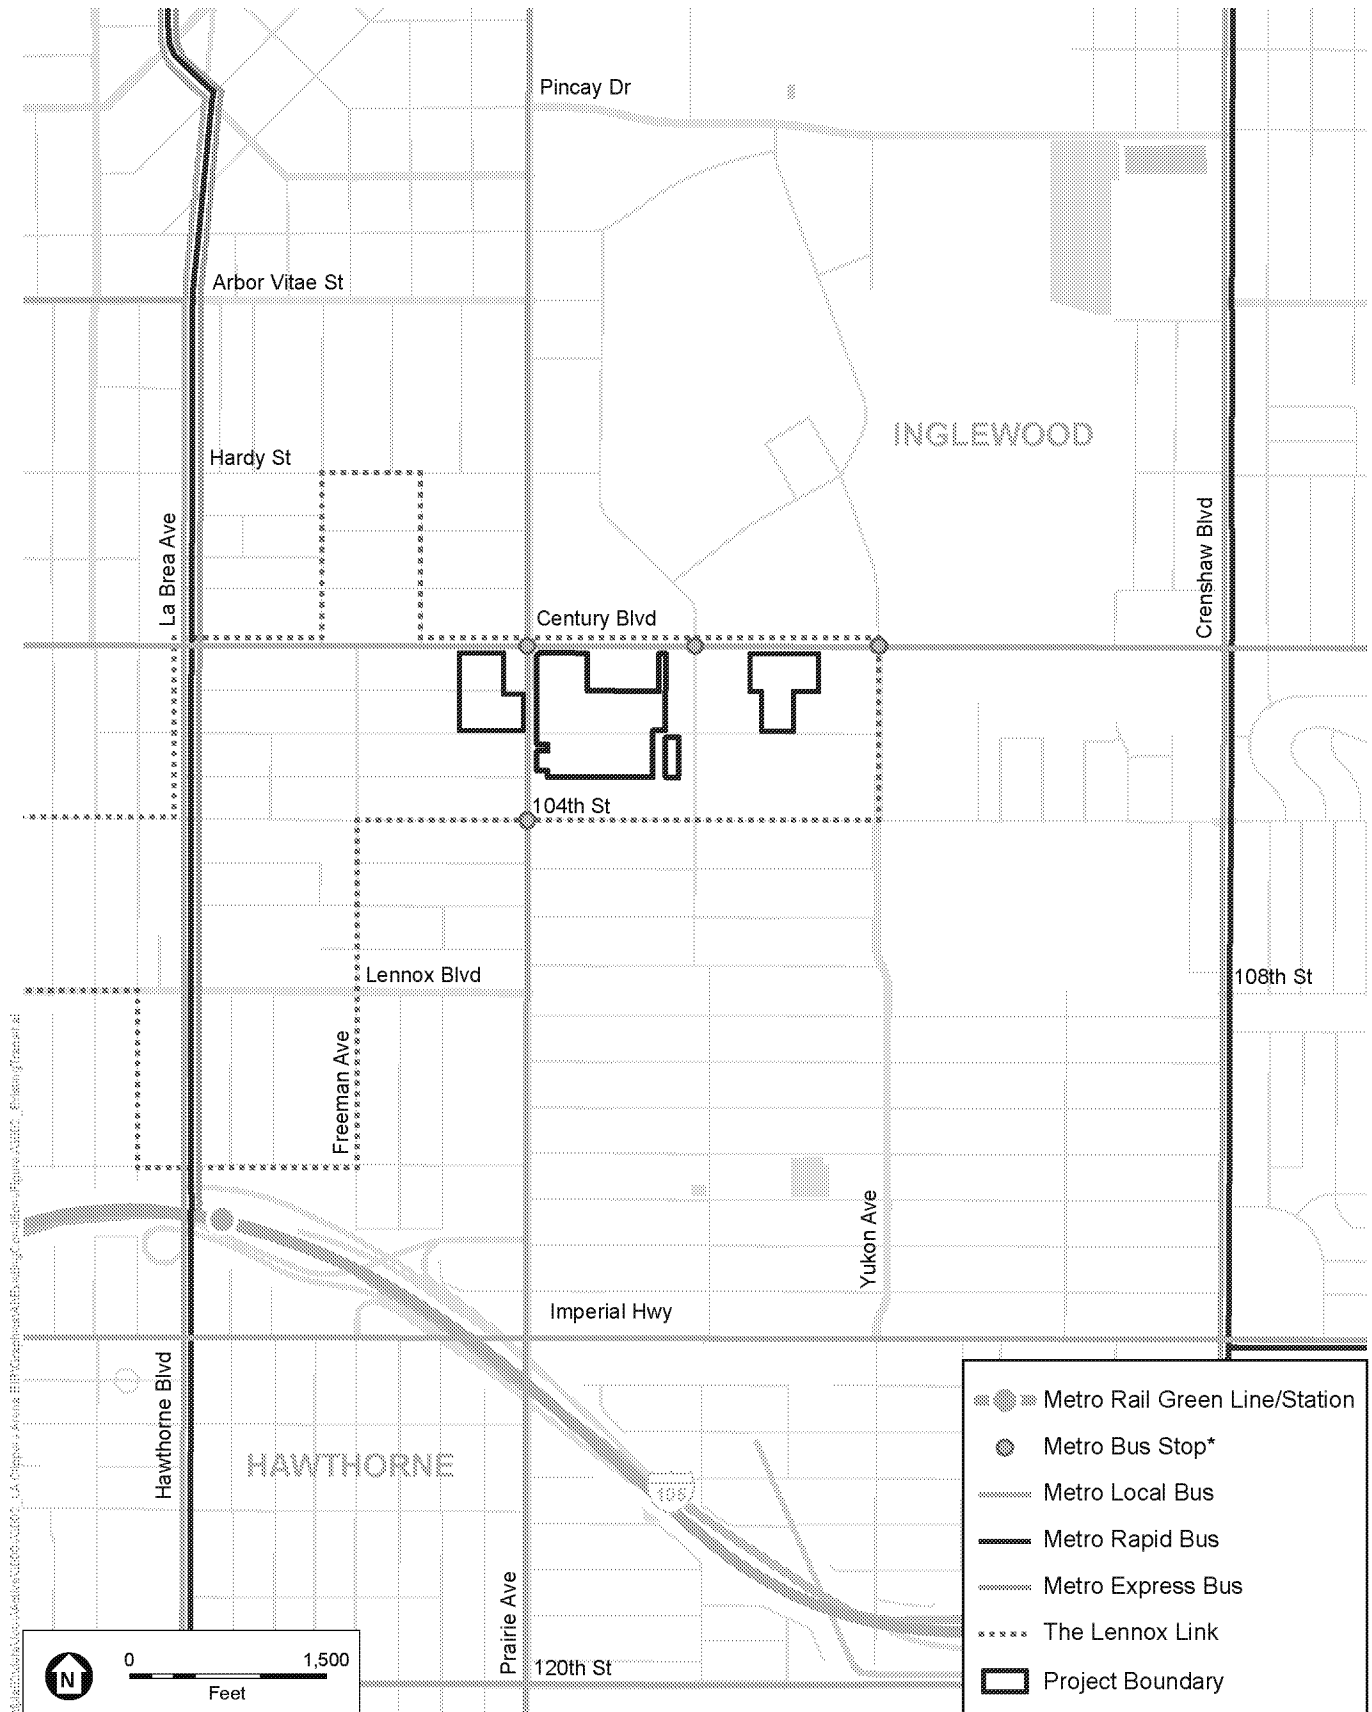 Pincay Dr
Arbor Vitae St
INGLEWOOD
Hardy St
La Brea Ave
Crenshaw Blvd
Century Blvd
104th St
Lennox Blvd
108th St
Freeman Ave
Yukon Ave
Imperial Hwy
Hawthorne Blvd
HAWTHORNE
105
Prairie Ave
120th St
Metro Rail Green Line/Station
Metro Bus Stop*
Metro Local Bus
Metro Rapid Bus
Metro Express Bus
The Lennox Link
Project Boundary
N
0 1,500
Feet